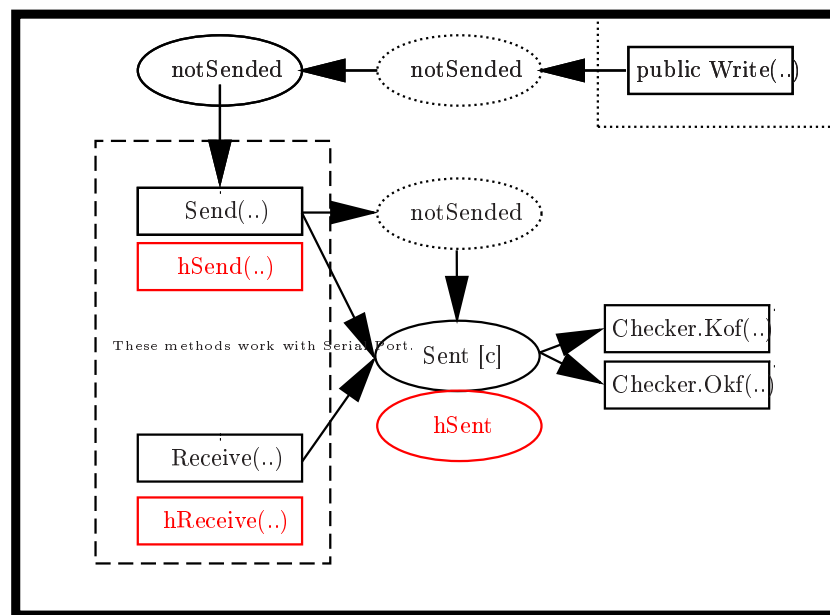 notSended
notSended
public Write(..)
Send(..)
notSended
hSend(..)
These methods work with Serial Port.
Sent [c]
Checker.Kof(..)
Checker.Okf(..)
hSent
Receive(..)
hReceive(..)